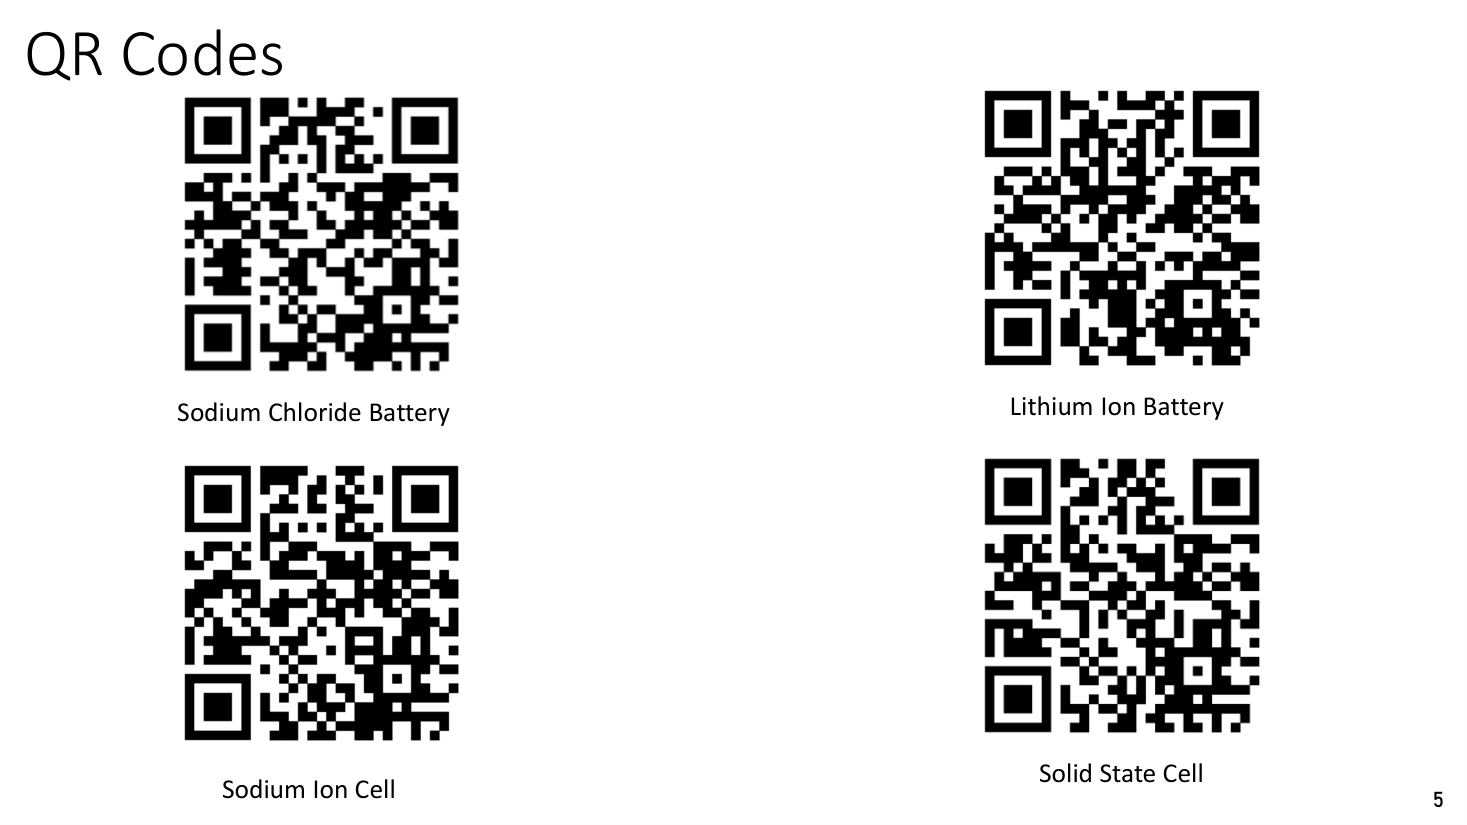 QR Codes
Sodium Chloride Battery
Lithium Ion Battery
Sodium Ion Cell
Solid State Cell
5